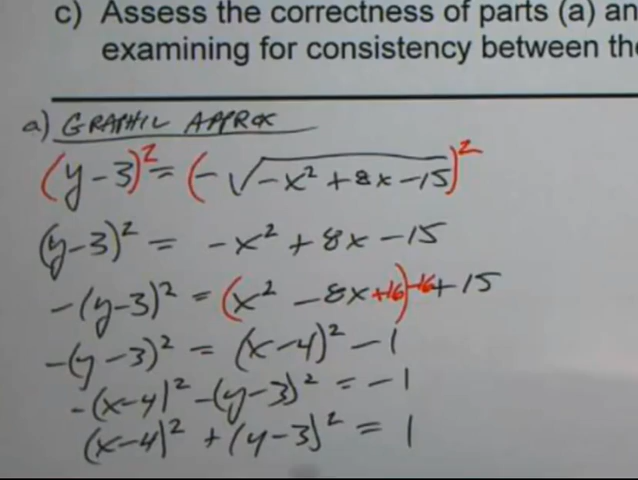 c) Assess the correctness of parts (a) an
examining for consistency between the
a) GRAPHIC APPROX
(y-3)² = (-√-x²+8x-15)²
(y-3)² = -x²+8x-15
-(y-3)² = (x²-8x+16)-16+15
-(y-3)² = (x-4)²-1
-(x-4)²-(y-3)² = -1
(x-4)²+(y-3)² = 1